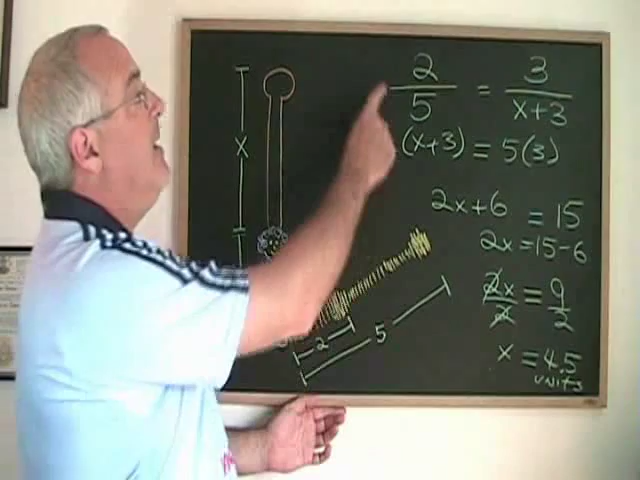 2/5 = 3/x+3
(x+3) = 5(3)
2x+6 = 15
2x = 15-6
2x/2 = 9/2
x = 4.5
units
x
2
5